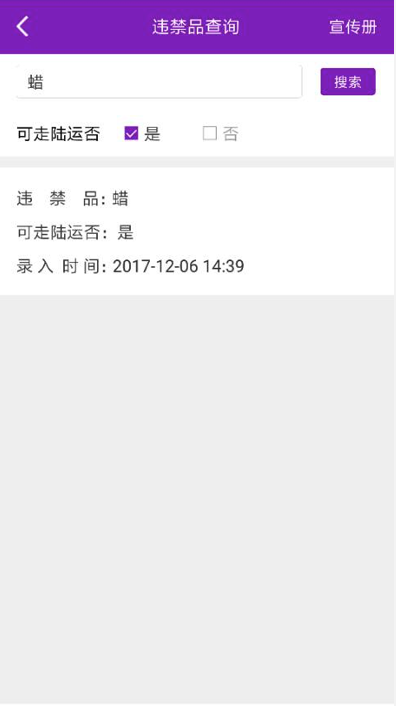 违禁品查询 宣传册
蜡 搜索
可走陆运否 是 否
违 禁 品: 蜡
可走陆运否: 是
录入时间: 2017-12-06 14:39